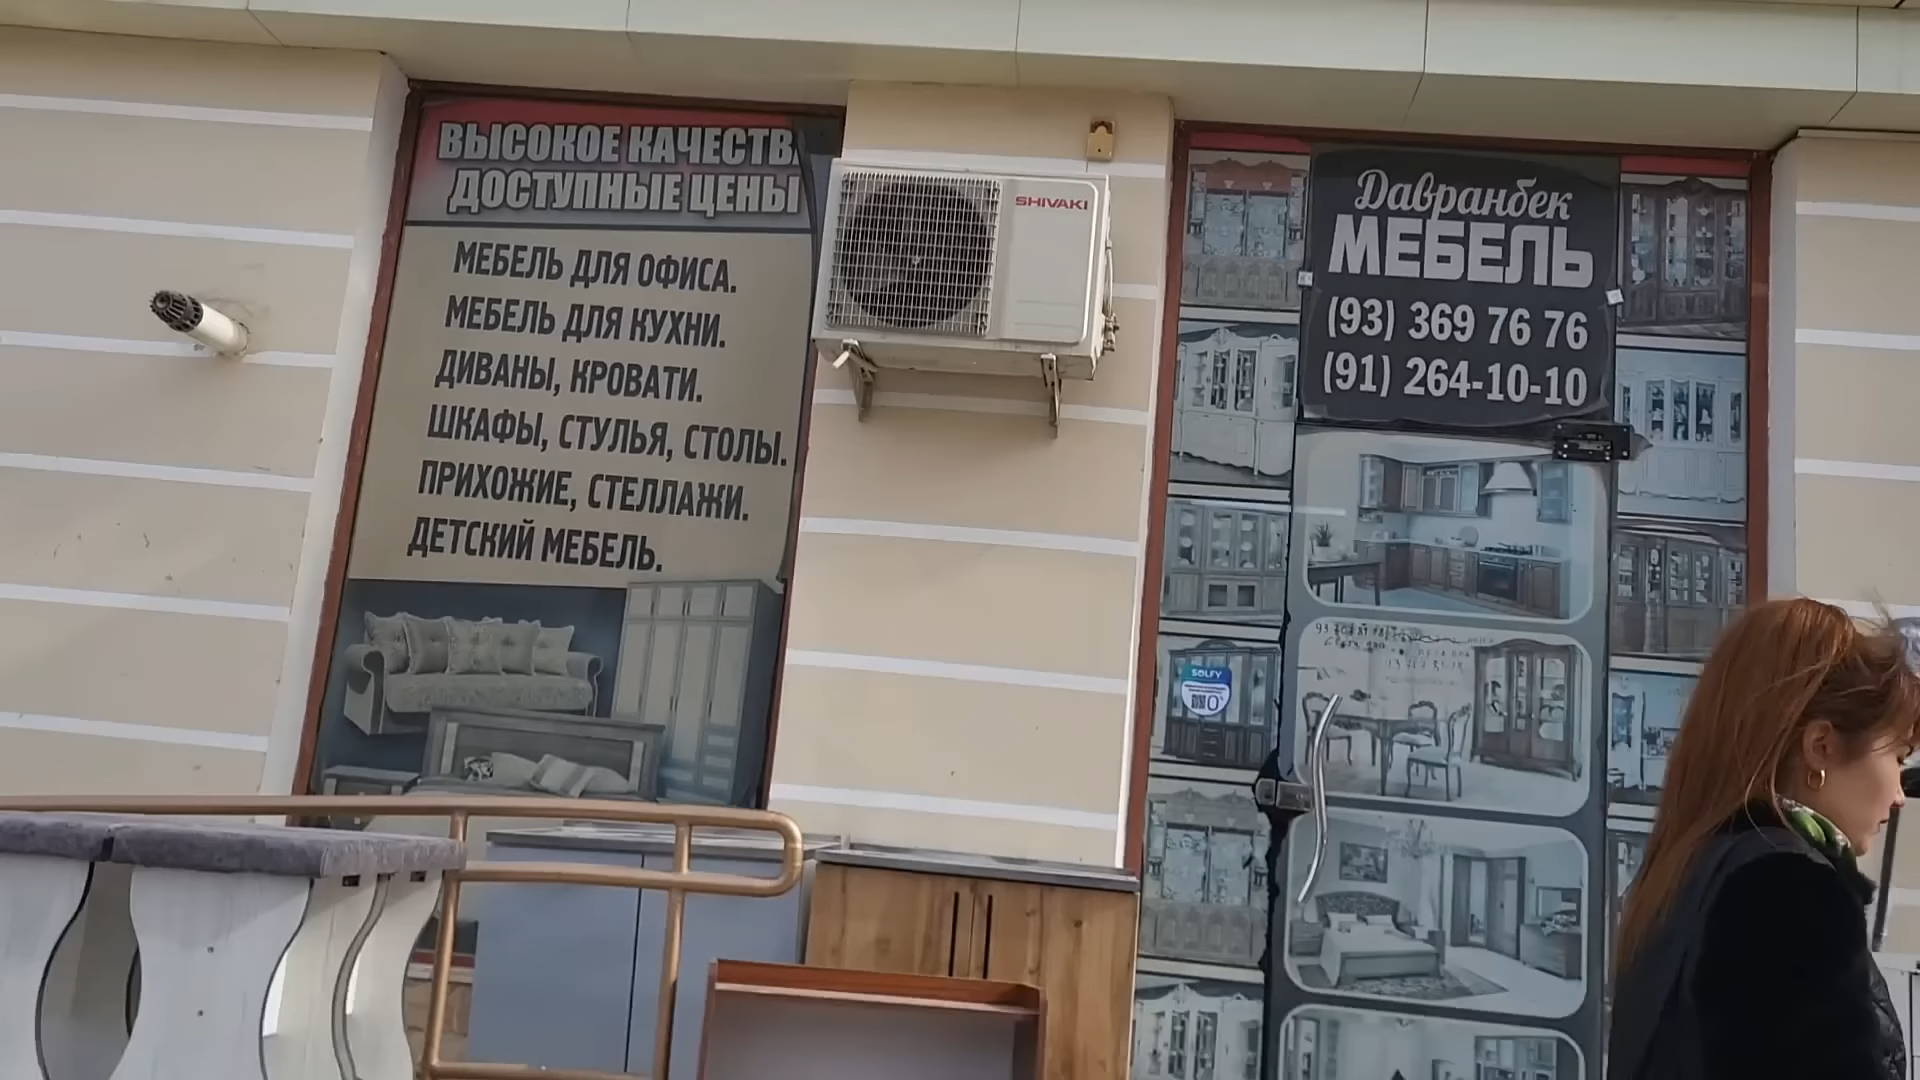 ВЫСОКОЕ КАЧЕСТВ
ДОСТУПНЫЕ ЦЕНЫ
МЕБЕЛЬ ДЛЯ ОФИСА.
МЕБЕЛЬ ДЛЯ КУХНИ.
ДИВАНЫ, КРОВАТИ.
ШКАФЫ, СТУЛЬЯ, СТОЛЫ.
ПРИХОЖИЕ, СТЕЛЛАЖИ.
ДЕТСКИЙ МЕБЕЛЬ.
SHIVAKI
Давранбек
МЕБЕЛЬ
(93) 369 76 76
(91) 264-10-10
SOLFY